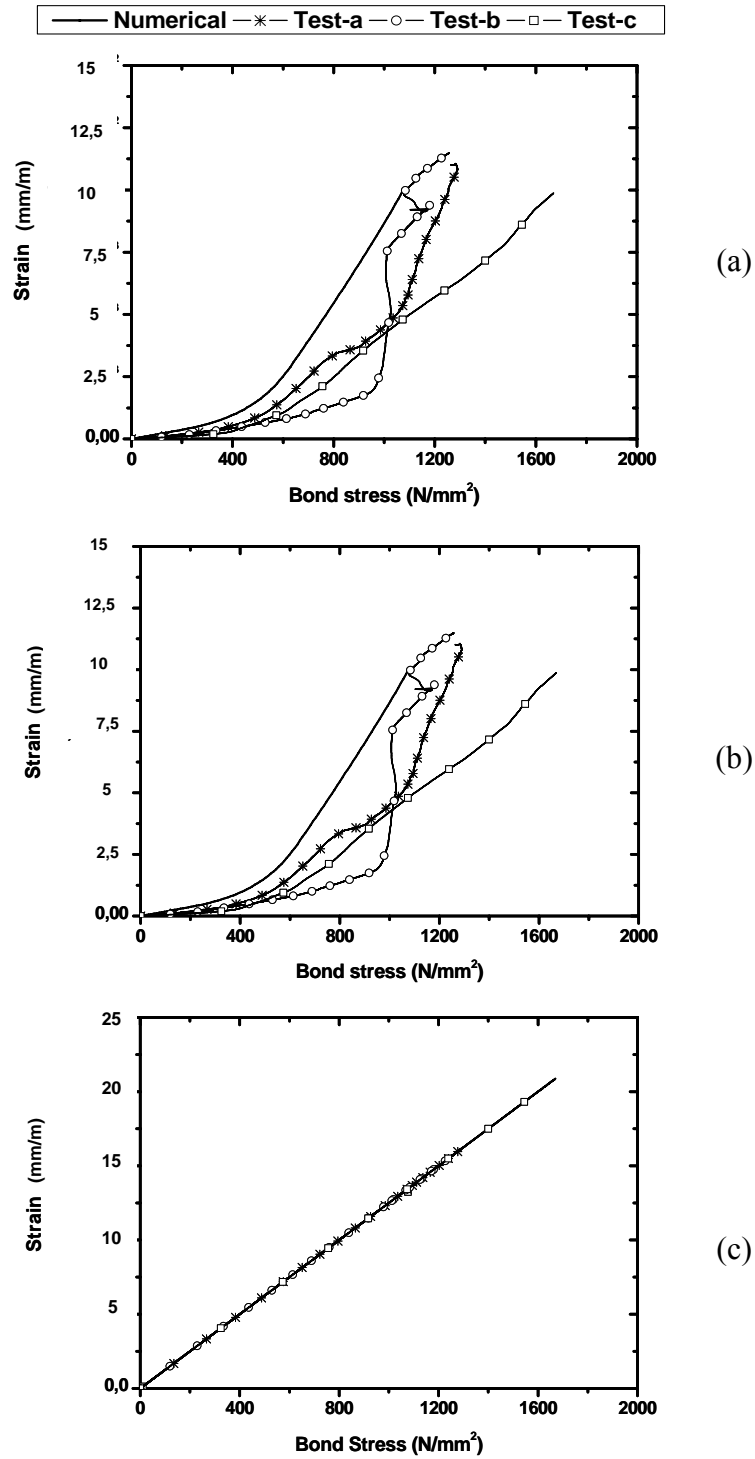 Numerical Test-a Test-b Test-c
15
12,5
10
7,5
5
2,5
0,00
Strain (mm/m)
0 400 800 1200 1600 2000
Bond stress (N/mm²)
(a)
15
12,5
10
7,5
5
2,5
0,00
Strain (mm/m)
0 400 800 1200 1600 2000
Bond stress (N/mm²)
(b)
25
20
15
10
5
0,0
Strain (mm/m)
0 400 800 1200 1600 2000
Bond Stress (N/mm²)
(c)